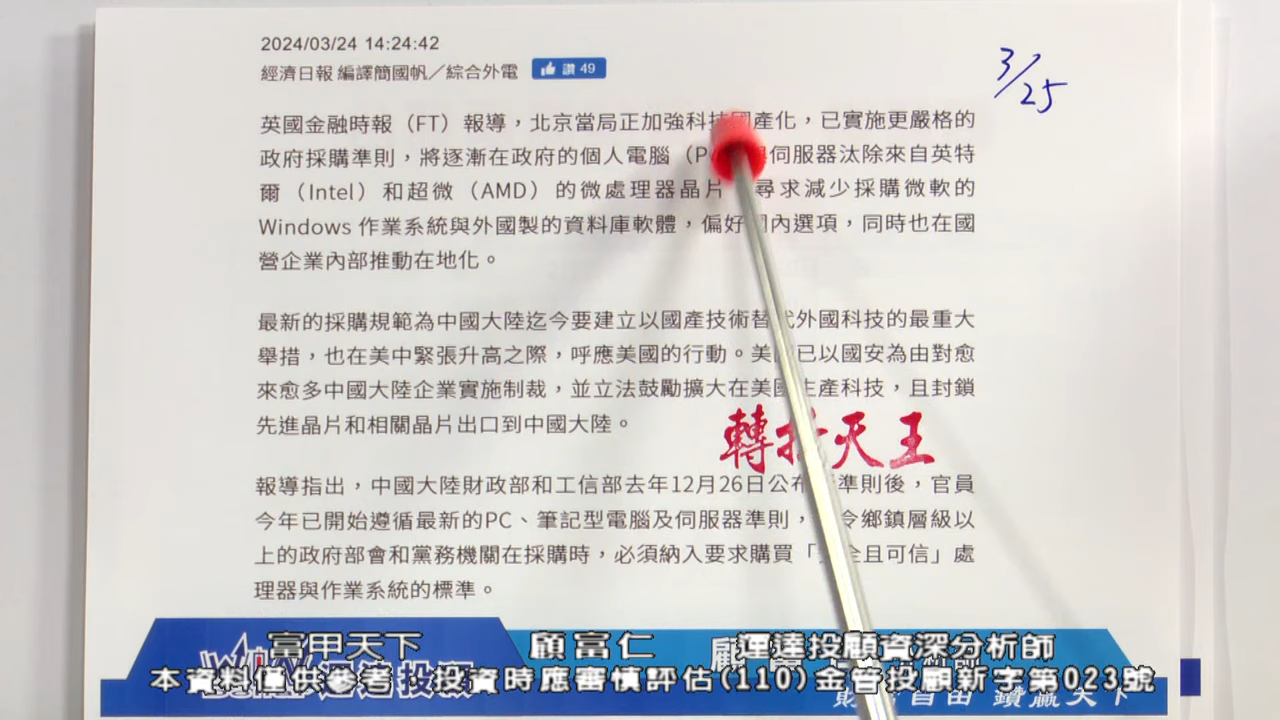 2024/03/24 14:24:42
經濟日報 編譯簡國帆／綜合外電 讚 49
3/25
英國金融時報（FT）報導，北京當局正加強科技國產化，已實施更嚴格的
政府採購準則，將逐漸在政府的個人電腦（P 伺服器汰除來自英特
爾（Intel）和超微（AMD）的微處理器晶片 尋求減少採購微軟的
Windows 作業系統與外國製的資料庫軟體，偏好國內選項，同時也在國
營企業內部推動在地化。
最新的採購規範為中國大陸迄今要建立以國產技術替代外國科技的最重大
舉措，也在美中緊張升高之際，呼應美國的行動。美國已以國安為由對愈
來愈多中國大陸企業實施制裁，並立法鼓勵擴大在美國生產科技，且封鎖
先進晶片和相關晶片出口到中國大陸。
轉折天王
報導指出，中國大陸財政部和工信部去年12月26日公布 準則後，官員
今年已開始遵循最新的PC、筆記型電腦及伺服器準則， 令鄉鎮層級以
上的政府部會和黨務機關在採購時，必須納入要求購買「 全且可信」處
理器與作業系統的標準。
富甲天下 顧富仁 運達投顧資深分析師
本資料僅供參考，投資時應審慎評估(110)金管投顧新字第023號